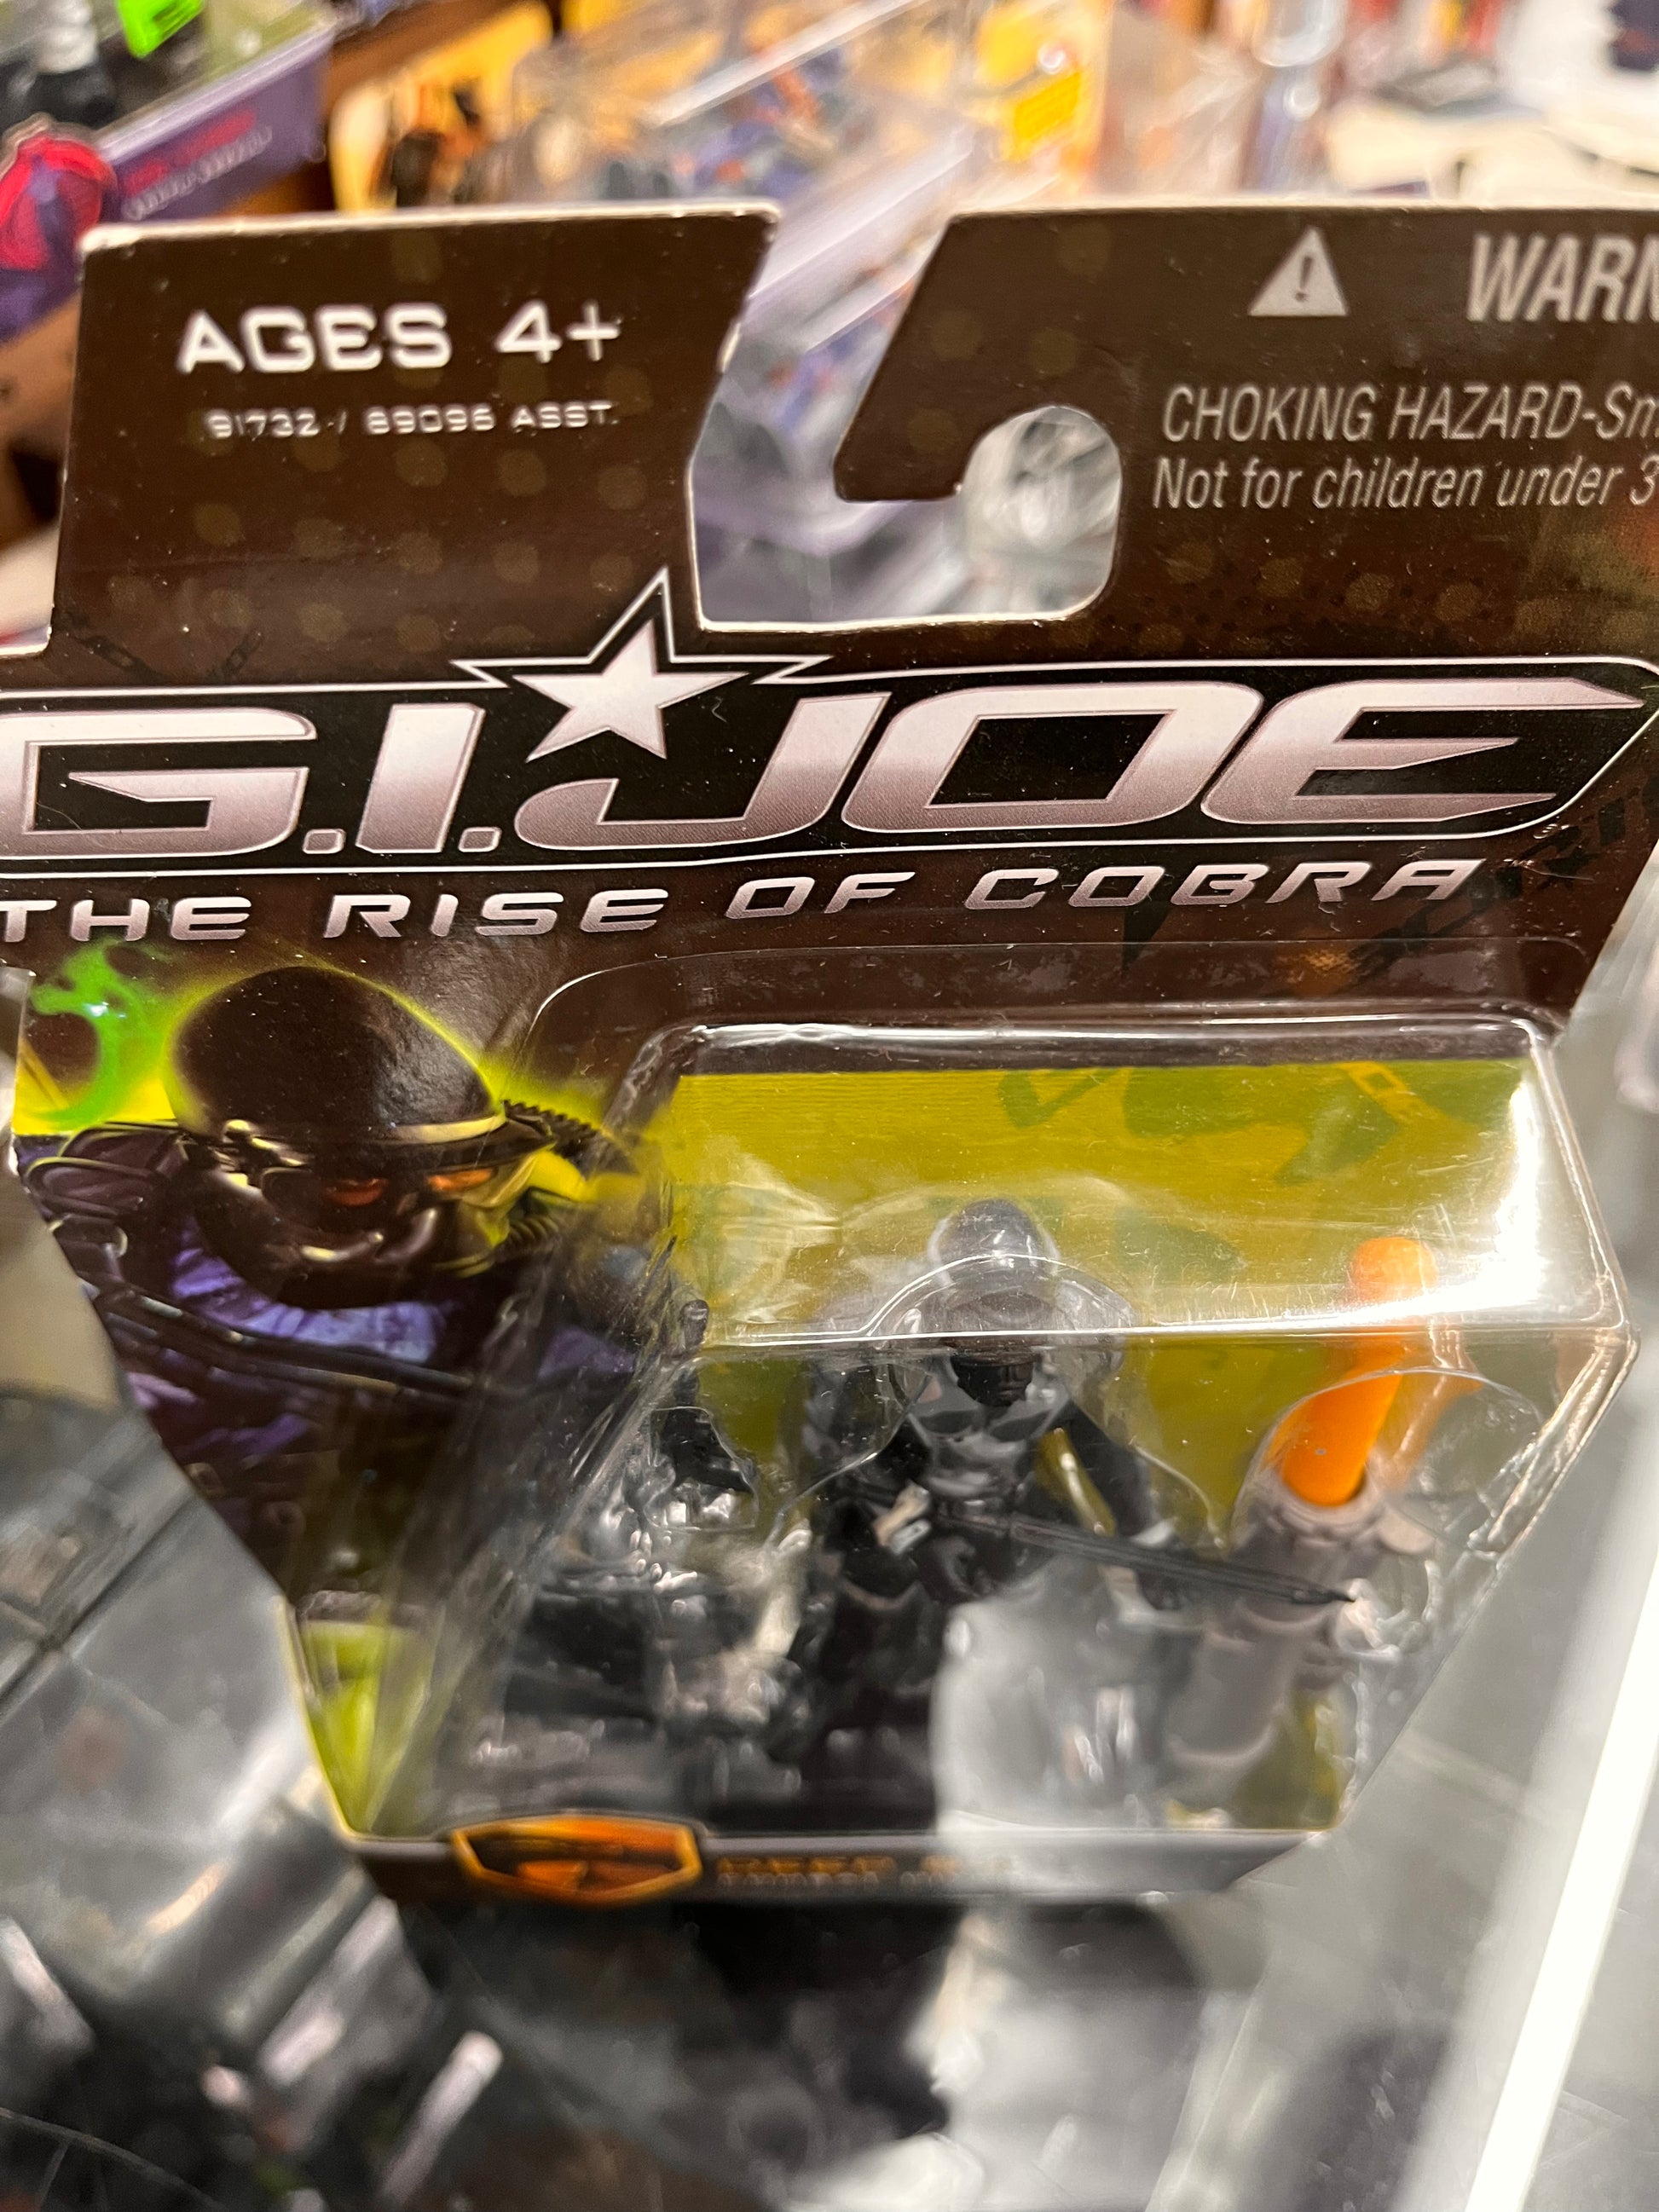 AGES 4+
91732 / 89096 ASST.
WARN
CHOKING HAZARD-Sm
Not for children under 3
G.I.JOE
THE RISE OF COBRA